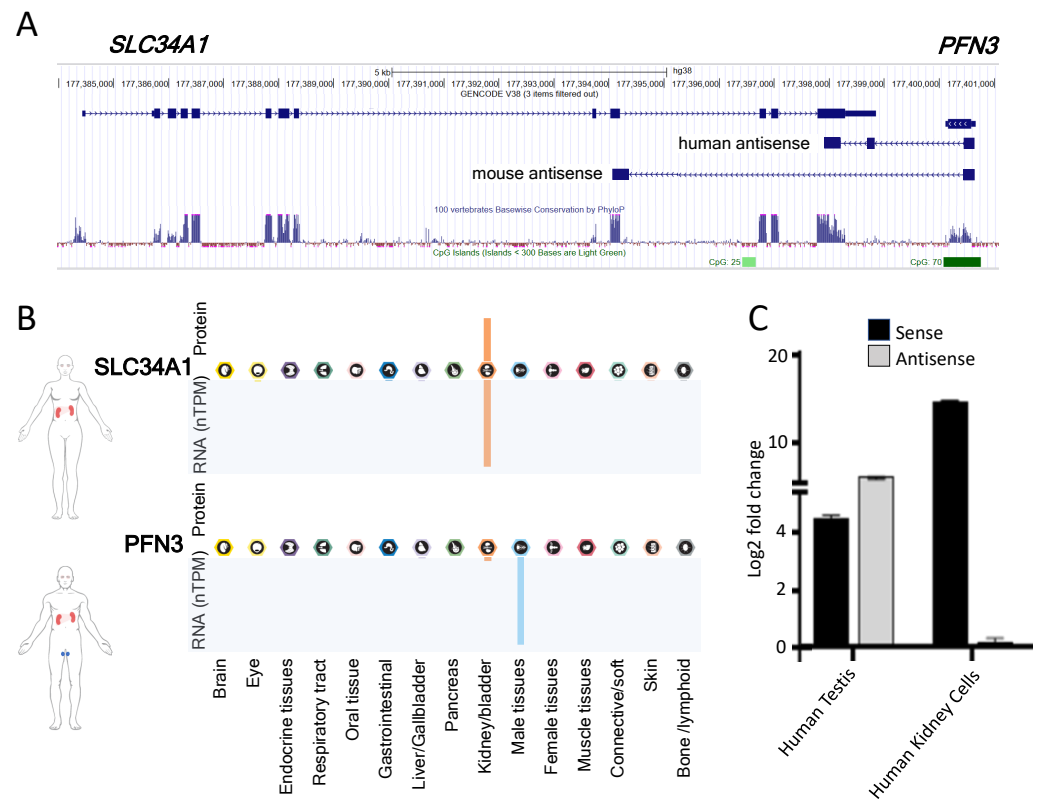 A
SLC34A1
PFN3
5 kb
hg38
177,385,000
177,386,000
177,387,000
177,388,000
177,389,000
177,390,000
177,391,000
177,392,000
177,393,000
177,394,000
177,395,000
177,396,000
177,397,000
177,398,000
177,399,000
177,400,000
177,401,000
GENCODE V38 (3 items filtered out)
human antisense
mouse antisense
100 vertebrates Basewise Conservation by PhyloP
CpG Islands (Islands < 300 Bases are Light Green)
CpG: 25
CpG: 70
B
SLC34A1
Protein
RNA (nTPM)
PFN3
Protein
RNA (nTPM)
Brain
Eye
Endocrine tissues
Respiratory tract
Oral tissue
Gastrointestinal
Liver/Gallbladder
Pancreas
Kidney/bladder
Male tissues
Female tissues
Muscle tissues
Connective/soft
Skin
Bone /lymphoid
C
Sense
Antisense
Log2 fold change
20
10
4
2
0
Human Testis
Human Kidney Cells